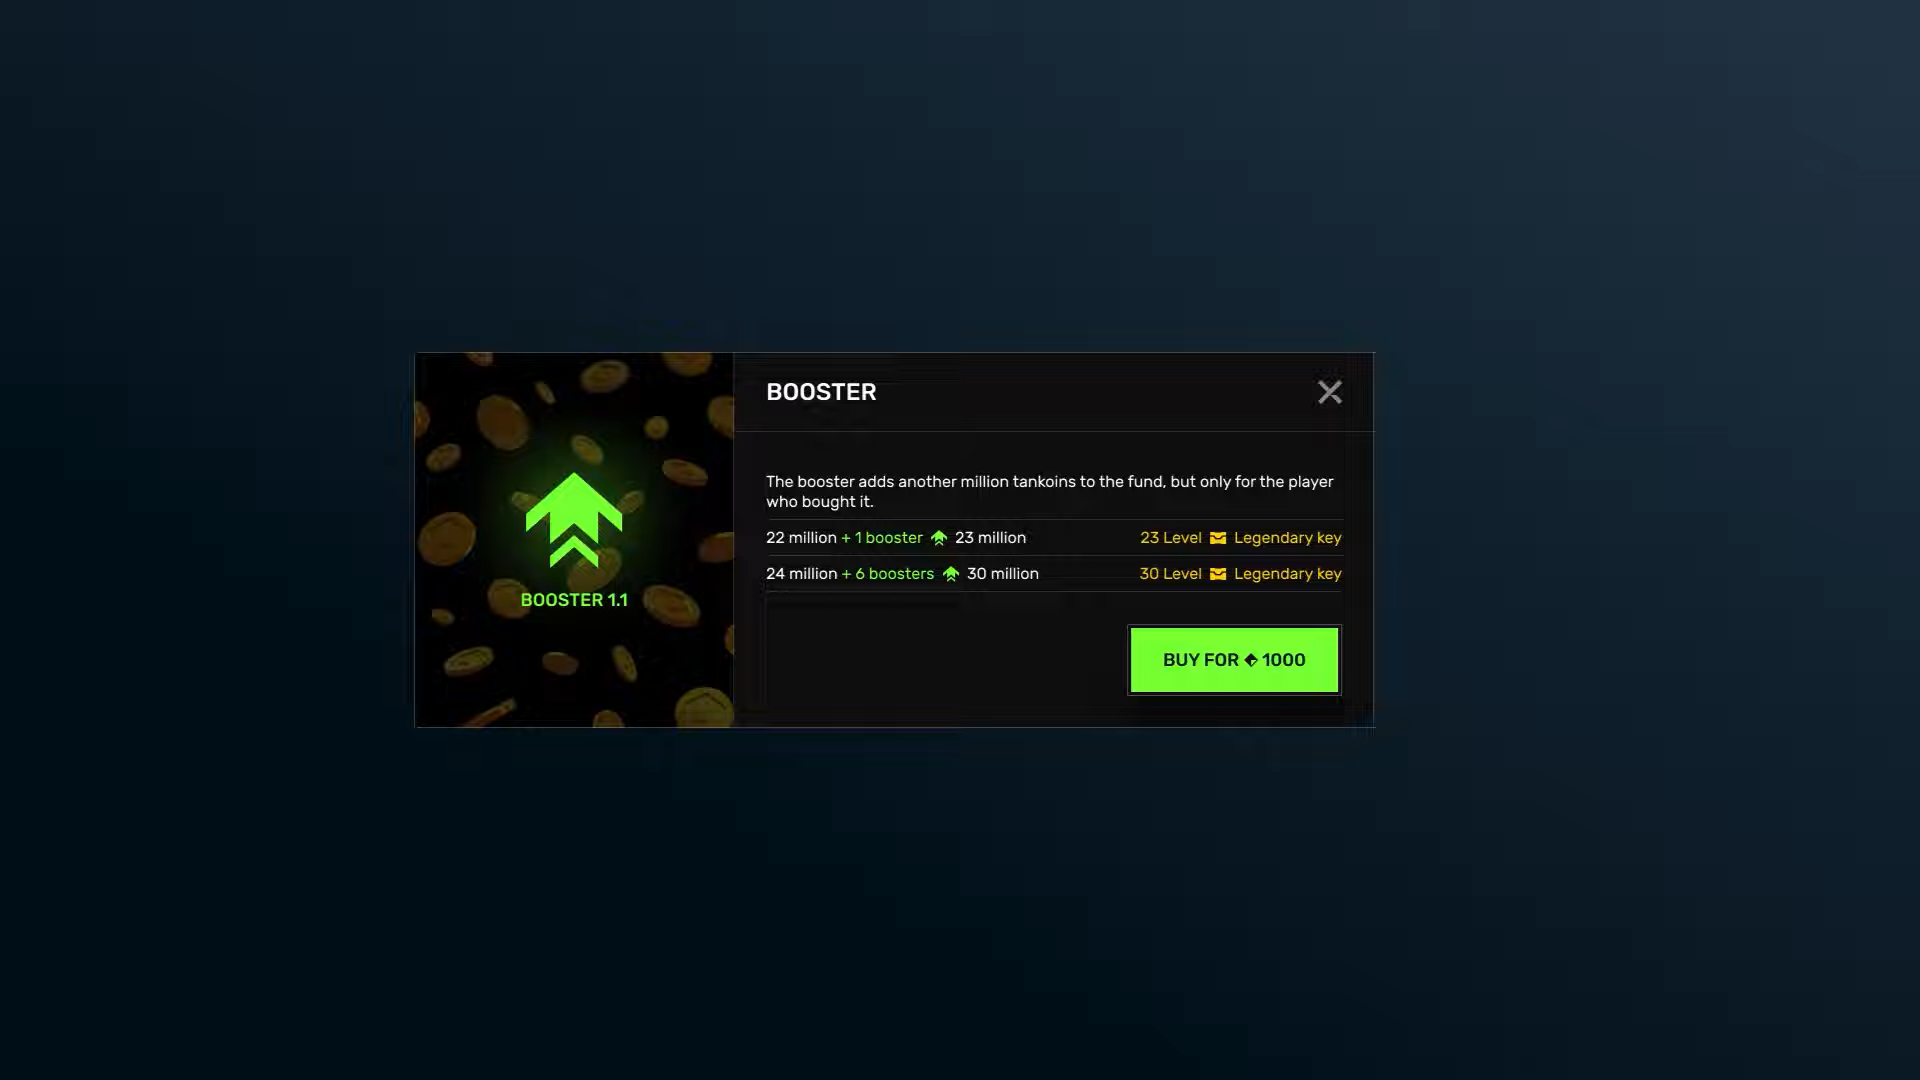 BOOSTER
The booster adds another million tankoins to the fund, but only for the player
who bought it.
22 million + 1 booster 23 million 23 Level Legendary key
24 million + 6 boosters 30 million 30 Level Legendary key
BOOSTER 1.1
BUY FOR 1000